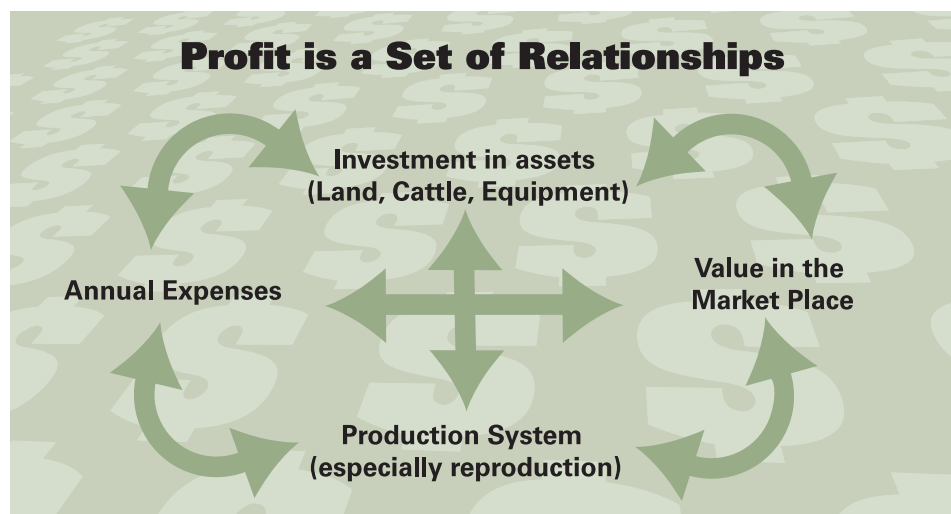 Profit is a Set of Relationships
Investment in assets
(Land, Cattle, Equipment)
Annual Expenses
Value in the
Market Place
Production System
(especially reproduction)